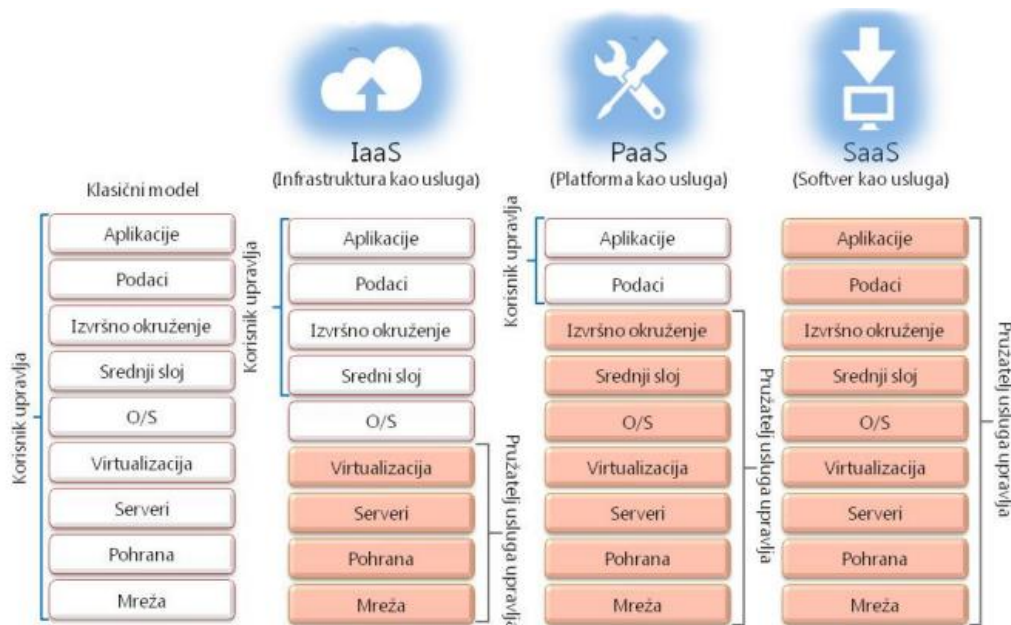 IaaS
(Infrastruktura kao usluga)
PaaS
(Platforma kao usluga)
SaaS
(Softver kao usluga)
Klasični model
Korisnik upravlja
Aplikacije
Podaci
Izvršno okruženje
Srednji sloj
O/S
Virtualizacija
Serveri
Pohrana
Mreža
Korisnik upravlja
Aplikacije
Podaci
Izvršno okruženje
Sredni sloj
O/S
Virtualizacija
Serveri
Pohrana
Mreža
Pružatelj usluga upravlja
Korisnik upravlja
Aplikacije
Podaci
Izvršno okruženje
Srednji sloj
O/S
Virtualizacija
Serveri
Pohrana
Mreža
Pružatelj usluga upravlja
Aplikacije
Podaci
Izvršno okruženje
Srednji sloj
O/S
Virtualizacija
Serveri
Pohrana
Mreža
Pružatelj usluga upravlja